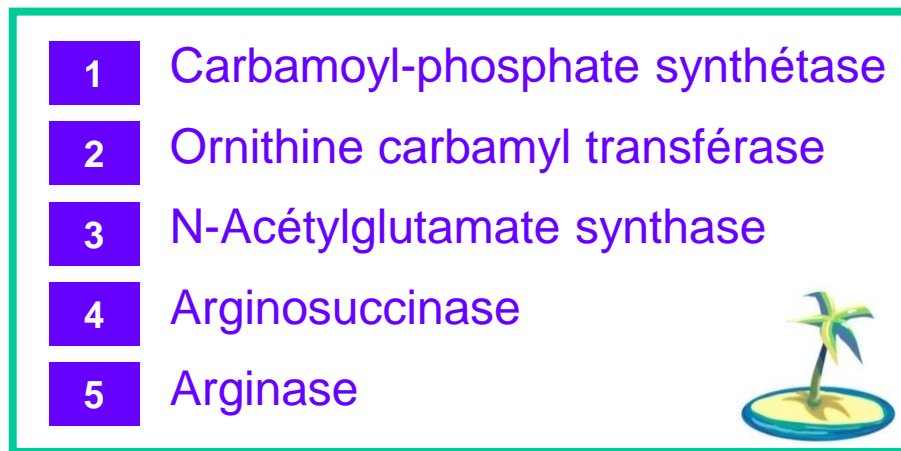 1 Carbamoyl-phosphate synthétase
2 Ornithine carbamyl transférase
3 N-Acétylglutamate synthase
4 Arginosuccinase
5 Arginase